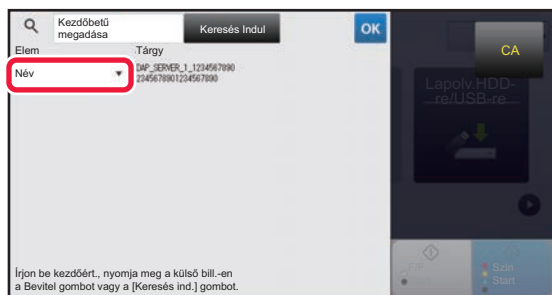 Kezdőbetű
megadása
Keresés Indul
OK
CA
Elem
Tárgy
Név
DAP_SERVER_1_1234567890
2345678901234567890
Lapolv.HDD-
re/USB-re
Szín
Start
Írjon be kezdőért., nyomja meg a külső bill.-en
a Bevitel gombot vagy a [Keresés ind.] gombot.